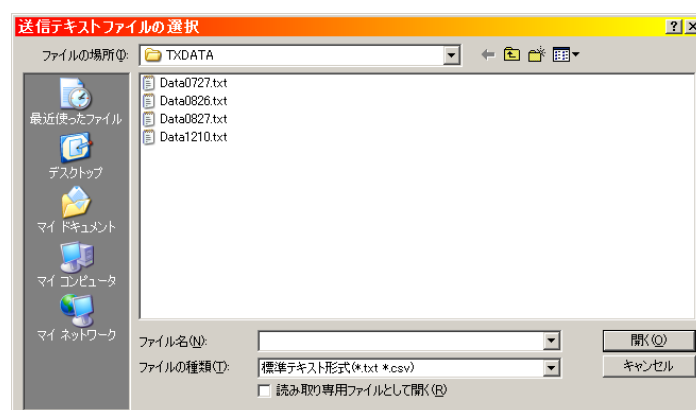 送信テキストファイルの選択
ファイルの場所(I):
TXDATA
最近使ったファイル
デスクトップ
マイ ドキュメント
マイ コンピュータ
マイ ネットワーク
Data0727.txt
Data0826.txt
Data0827.txt
Data1210.txt
ファイル名(N):
開く(O)
ファイルの種類(T):
標準テキスト形式(*.txt *.csv)
キャンセル
読み取り専用ファイルとして開く(R)